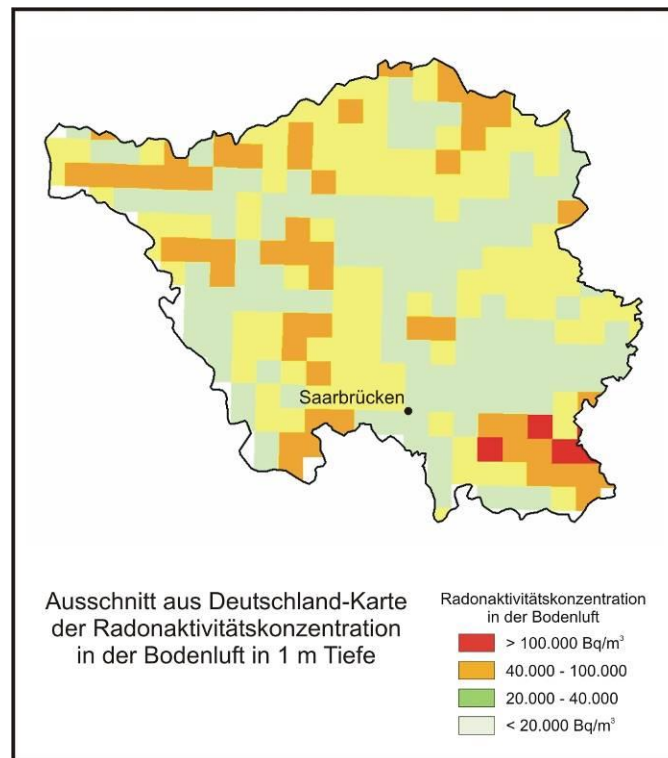 Saarbrücken
Ausschnitt aus Deutschland-Karte
der Radonaktivitätskonzentration
in der Bodenluft in 1 m Tiefe
Radonaktivitätskonzentration
in der Bodenluft
> 100.000 Bq/m³
40.000 - 100.000
20.000 - 40.000
< 20.000 Bq/m³